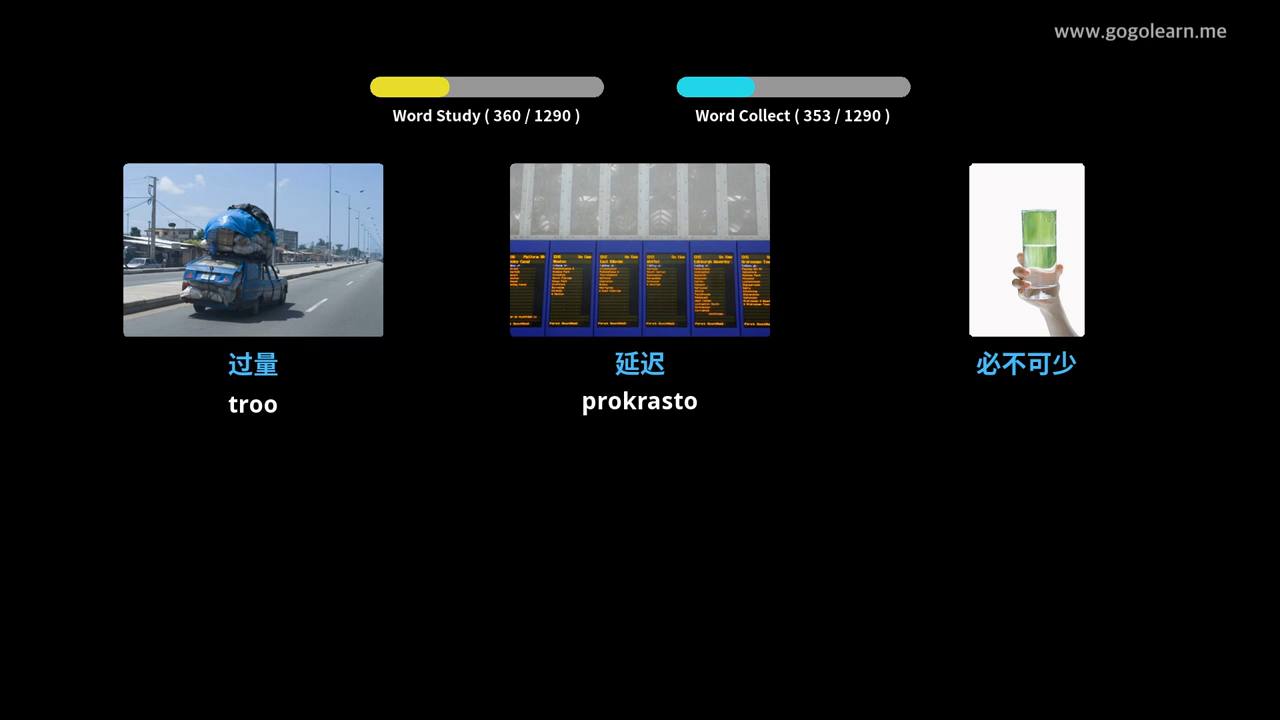 www.gogolearn.me
Word Study ( 360 / 1290 )
Word Collect ( 353 / 1290 )
过量
延迟
必不可少
troo
prokrasto